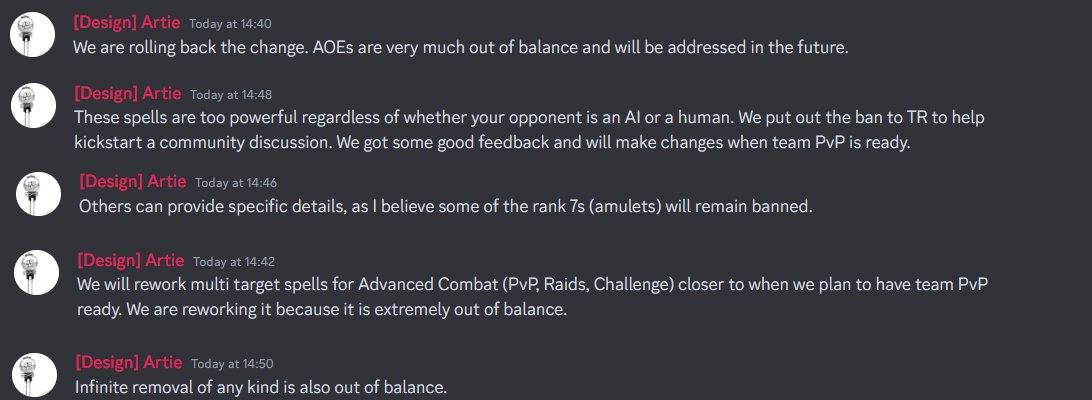 [Design] Artie Today at 14:40
We are rolling back the change. AOEs are very much out of balance and will be addressed in the future.
[Design] Artie Today at 14:48
These spells are too powerful regardless of whether your opponent is an AI or a human. We put out the ban to TR to help
kickstart a community discussion. We got some good feedback and will make changes when team PvP is ready.
[Design] Artie Today at 14:46
Others can provide specific details, as I believe some of the rank 7s (amulets) will remain banned.
[Design] Artie Today at 14:42
We will rework multi target spells for Advanced Combat (PvP, Raids, Challenge) closer to when we plan to have team PvP
ready. We are reworking it because it is extremely out of balance.
[Design] Artie Today at 14:50
Infinite removal of any kind is also out of balance.